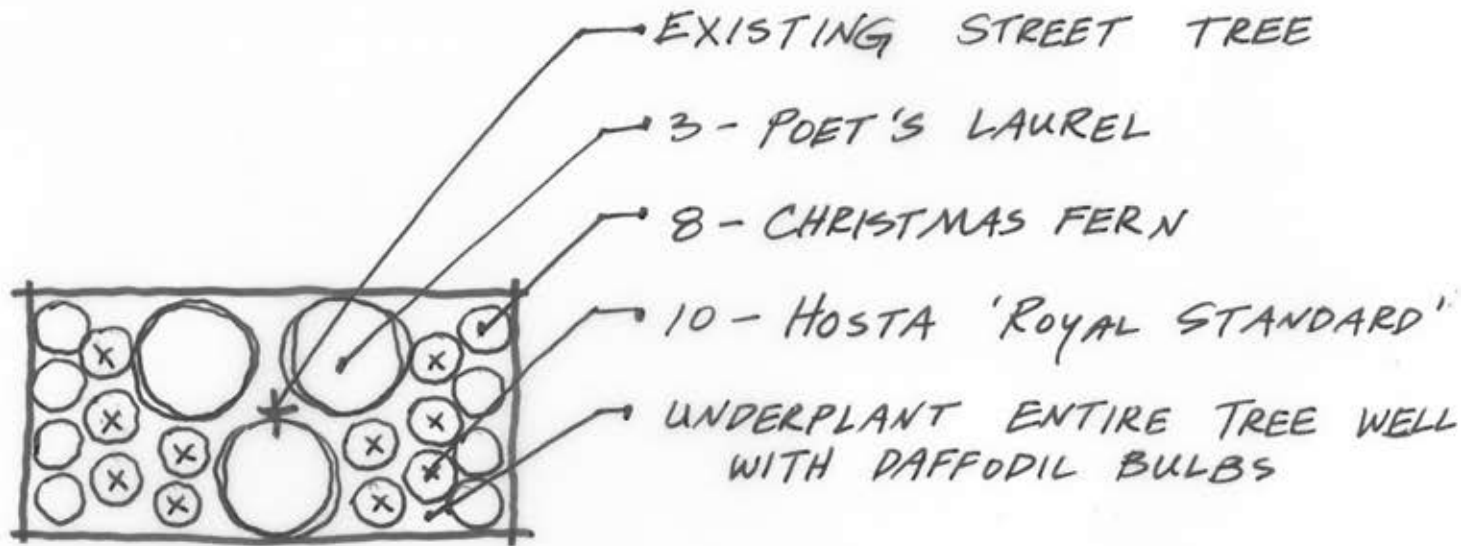 EXISTING STREET TREE
3 - POET'S LAUREL
8 - CHRISTMAS FERN
10 - HOSTA 'ROYAL STANDARD'
UNDERPLANT ENTIRE TREE WELL
WITH DAFFODIL BULBS